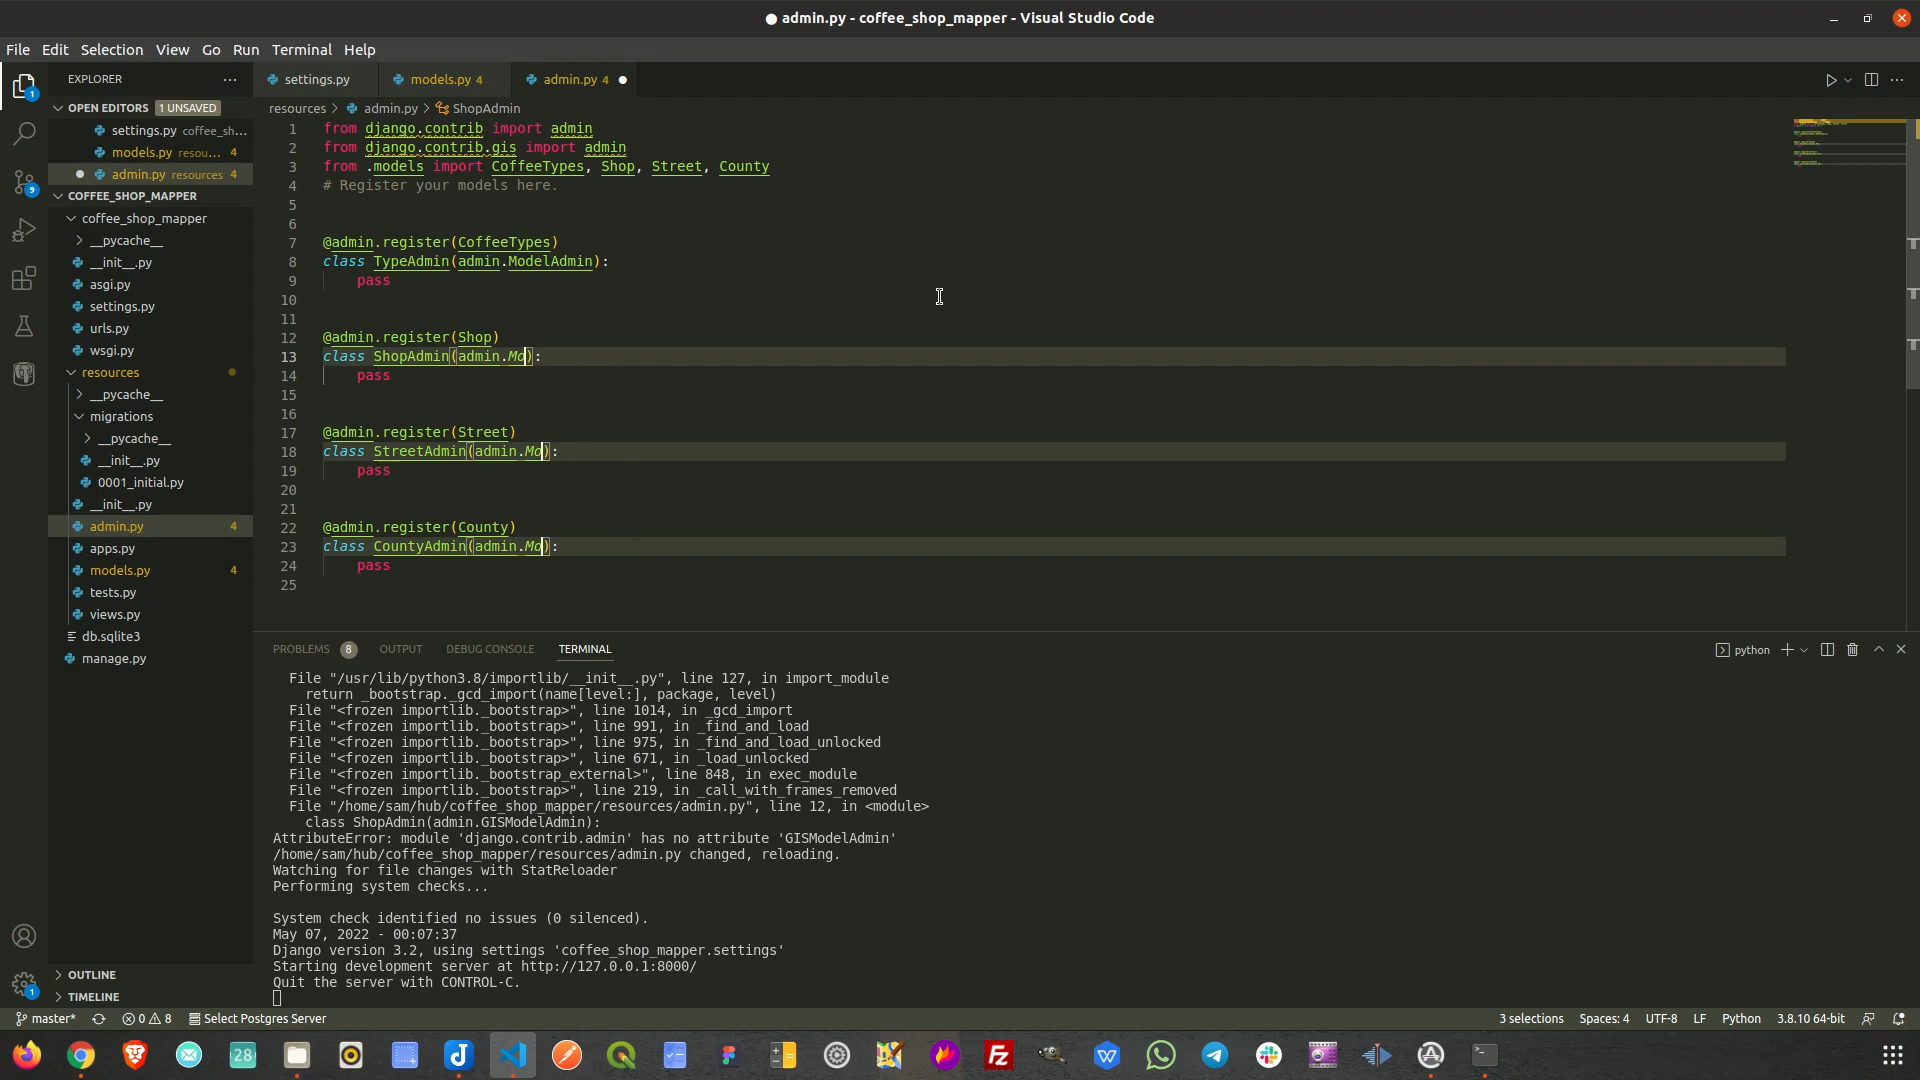 ● admin.py - coffee_shop_mapper - Visual Studio Code
File Edit Selection View Go Run Terminal Help
EXPLORER
OPEN EDITORS 1 UNSAVED
settings.py coffee_sh...
models.py resou... 4
admin.py resources 4
COFFEE_SHOP_MAPPER
coffee_shop_mapper
__pycache__
__init__.py
asgi.py
settings.py
urls.py
wsgi.py
resources
__pycache__
migrations
__pycache__
__init__.py
0001_initial.py
__init__.py
admin.py 4
apps.py
models.py 4
tests.py
views.py
db.sqlite3
manage.py
OUTLINE
TIMELINE
1
9
1
settings.py models.py 4 admin.py 4
resources > admin.py > ShopAdmin
1 from django.contrib import admin
2 from django.contrib.gis import admin
3 from .models import CoffeeTypes, Shop, Street, County
4 # Register your models here.
5
6
7 @admin.register(CoffeeTypes)
8 class TypeAdmin(admin.ModelAdmin):
9 pass
10
11
12 @admin.register(Shop)
13 class ShopAdmin(admin.Mo):
14 pass
15
16
17 @admin.register(Street)
18 class StreetAdmin(admin.Mo):
19 pass
20
21
22 @admin.register(County)
23 class CountyAdmin(admin.Mo):
24 pass
25
PROBLEMS 8 OUTPUT DEBUG CONSOLE TERMINAL python
File "/usr/lib/python3.8/importlib/__init__.py", line 127, in import_module
return _bootstrap._gcd_import(name[level:], package, level)
File "<frozen importlib._bootstrap>", line 1014, in _gcd_import
File "<frozen importlib._bootstrap>", line 991, in _find_and_load
File "<frozen importlib._bootstrap>", line 975, in _find_and_load_unlocked
File "<frozen importlib._bootstrap>", line 671, in _load_unlocked
File "<frozen importlib._bootstrap_external>", line 848, in exec_module
File "<frozen importlib._bootstrap>", line 219, in _call_with_frames_removed
File "/home/sam/hub/coffee_shop_mapper/resources/admin.py", line 12, in <module>
class ShopAdmin(admin.GISModelAdmin):
AttributeError: module 'django.contrib.admin' has no attribute 'GISModelAdmin'
/home/sam/hub/coffee_shop_mapper/resources/admin.py changed, reloading.
Watching for file changes with StatReloader
Performing system checks...
System check identified no issues (0 silenced).
May 07, 2022 - 00:07:37
Django version 3.2, using settings 'coffee_shop_mapper.settings'
Starting development server at http://127.0.0.1:8000/
Quit the server with CONTROL-C.
master* 0 8 Select Postgres Server 3 selections Spaces: 4 UTF-8 LF Python 3.8.10 64-bit
28